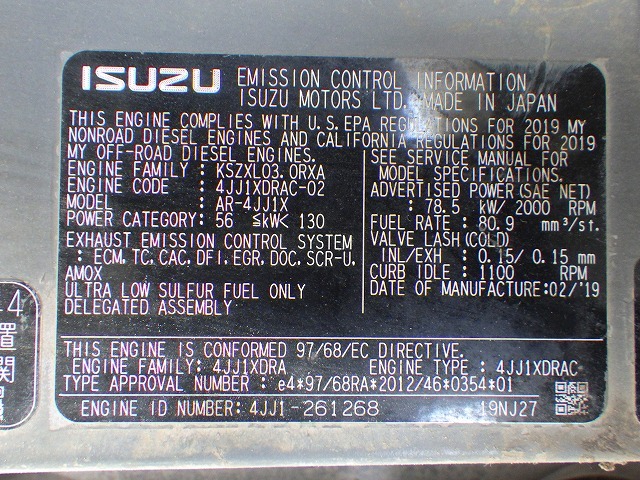 ISUZU EMISSION CONTROL INFORMATION
ISUZU MOTORS LTD. MADE IN JAPAN
THIS ENGINE COMPLIES WITH U.S. EPA REGULATIONS FOR 2019 MY
NONROAD DIESEL ENGINES AND CALIFORNIA REGULATIONS FOR 2019
MY OFF-ROAD DIESEL ENGINES.
ENGINE FAMILY : KSZXL03.0RXA
ENGINE CODE : 4JJ1XDRAC-02
MODEL : AR-4JJ1X
POWER CATEGORY: 56 ≦kW< 130
EXHAUST EMISSION CONTROL SYSTEM
: ECM, TC, CAC, DFI, EGR, DOC, SCR-U,
AMOX
ULTRA LOW SULFUR FUEL ONLY
DELEGATED ASSEMBLY
SEE SERVICE MANUAL FOR
MODEL SPECIFICATIONS.
ADVERTISED POWER(SAE NET)
: 78.5 kW/ 2000 RPM
FUEL RATE : 80.9 mm³/st.
VALVE LASH(COLD)
IN/EXH : 0.15/ 0.15 mm
CURB IDLE : 1100 RPM
DATE OF MANUFACTURE:02/'19
THIS ENGINE IS CONFORMED 97/68/EC DIRECTIVE.
ENGINE FAMILY: 4JJ1XDRA ENGINE TYPE : 4JJ1XDRAC
TYPE APPROVAL NUMBER : e4*97/68RA*2012/46*0354*01
ENGINE ID NUMBER: 4JJ1-261268 19NJ27
4
置
関